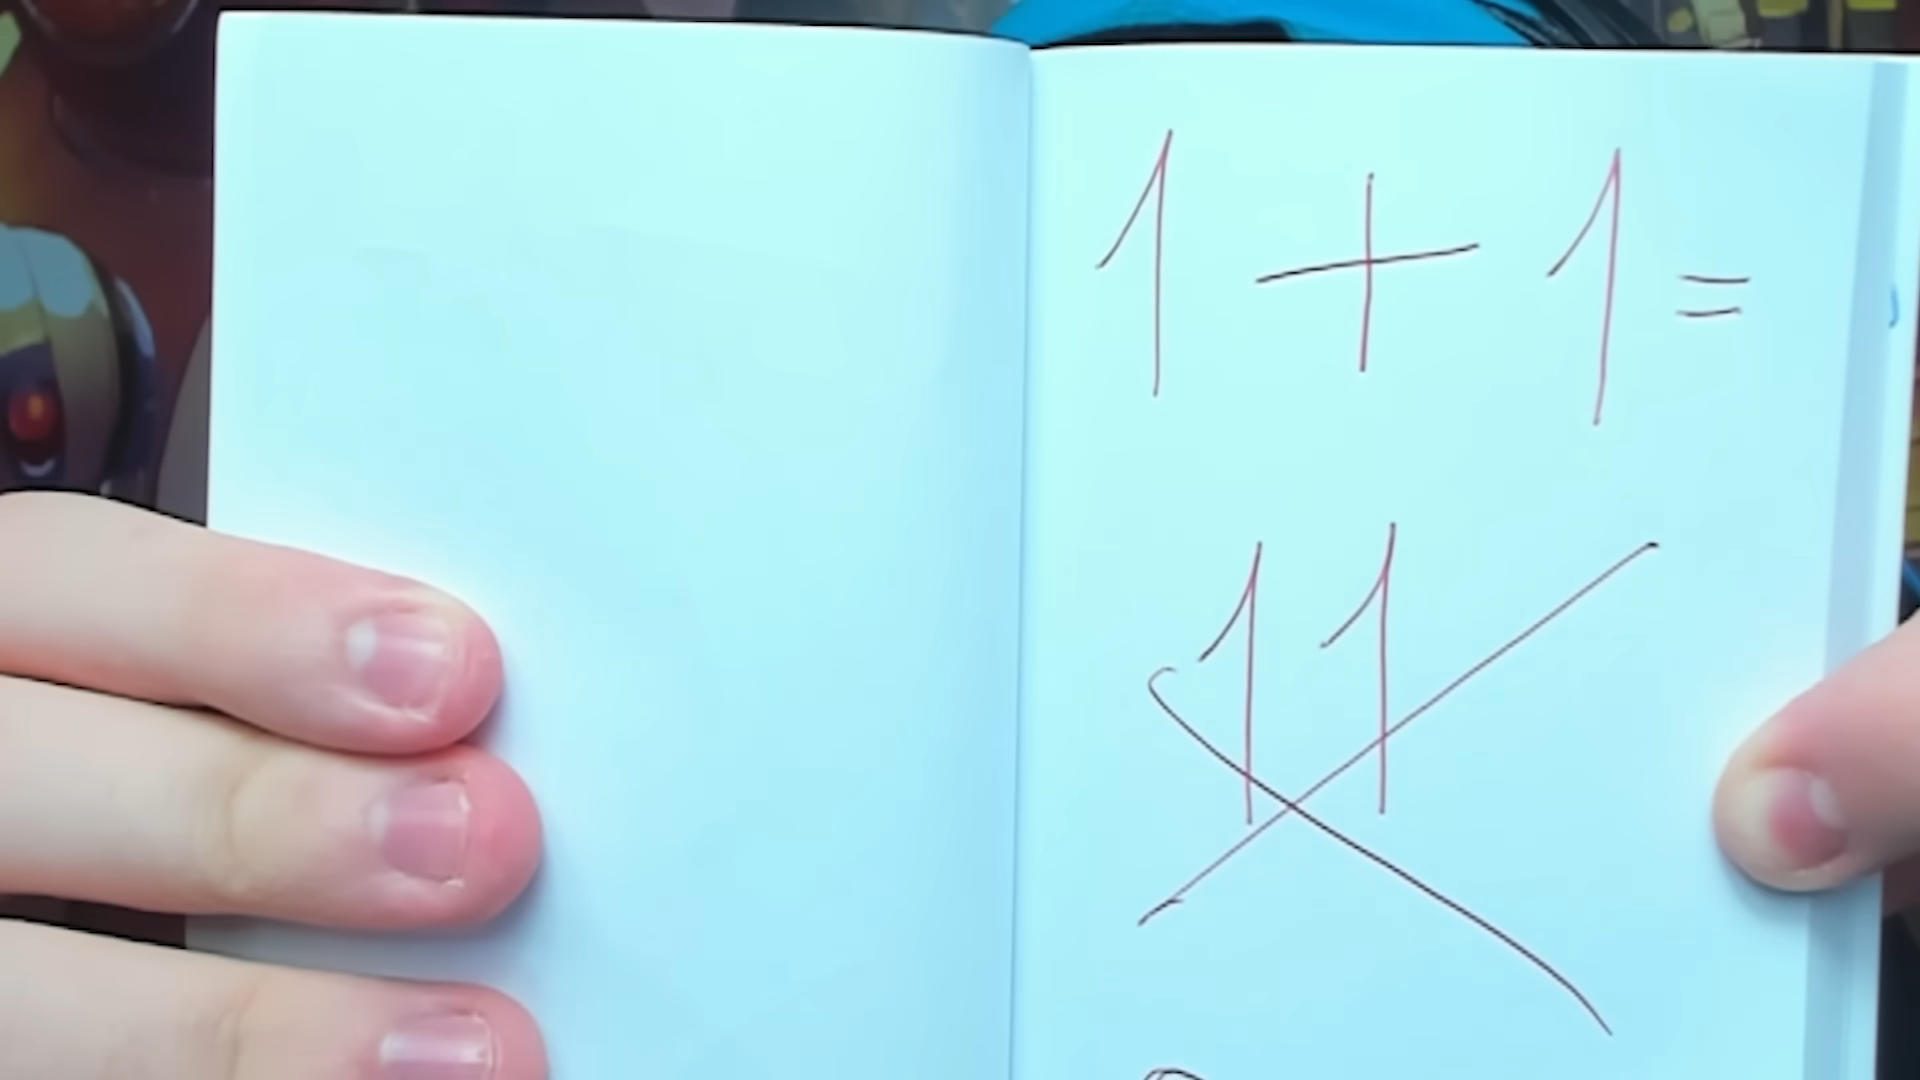 1 + 1 =
11